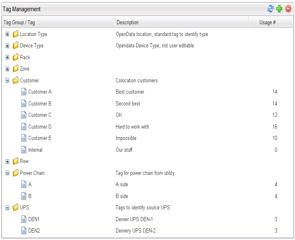 Tag Management
Tag Group / Tag Description Usage #
Location Type OpenData location, standard tag to identify type
Device Type Opendata Device Type, not user editable
Rack
Zone
Customer Colocation customers
Customer A Best customer 14
Customer B Second best 14
Customer C OK 12
Customer D Hard to work with 16
Customer E Impossible 10
Internal Our stuff 0
Row
Power Chain Tag for power chain from utility
A A side 4
B B side 4
UPS Tags to identify source UPS
DEN1 Denver UPS DEN-1 3
DEN2 Denvery UPS DEN-2 3